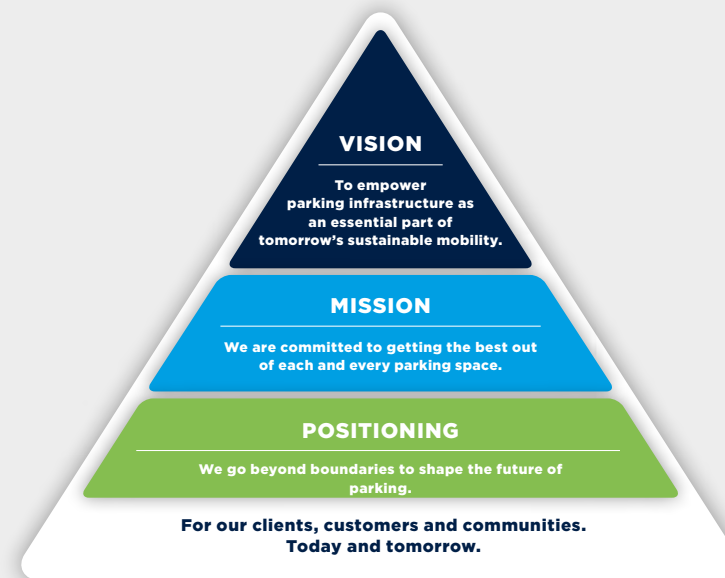 VISION
To empower
parking infrastructure as
an essential part of
tomorrow's sustainable mobility.
MISSION
We are committed to getting the best out
of each and every parking space.
POSITIONING
We go beyond boundaries to shape the future of
parking.
For our clients, customers and communities.
Today and tomorrow.